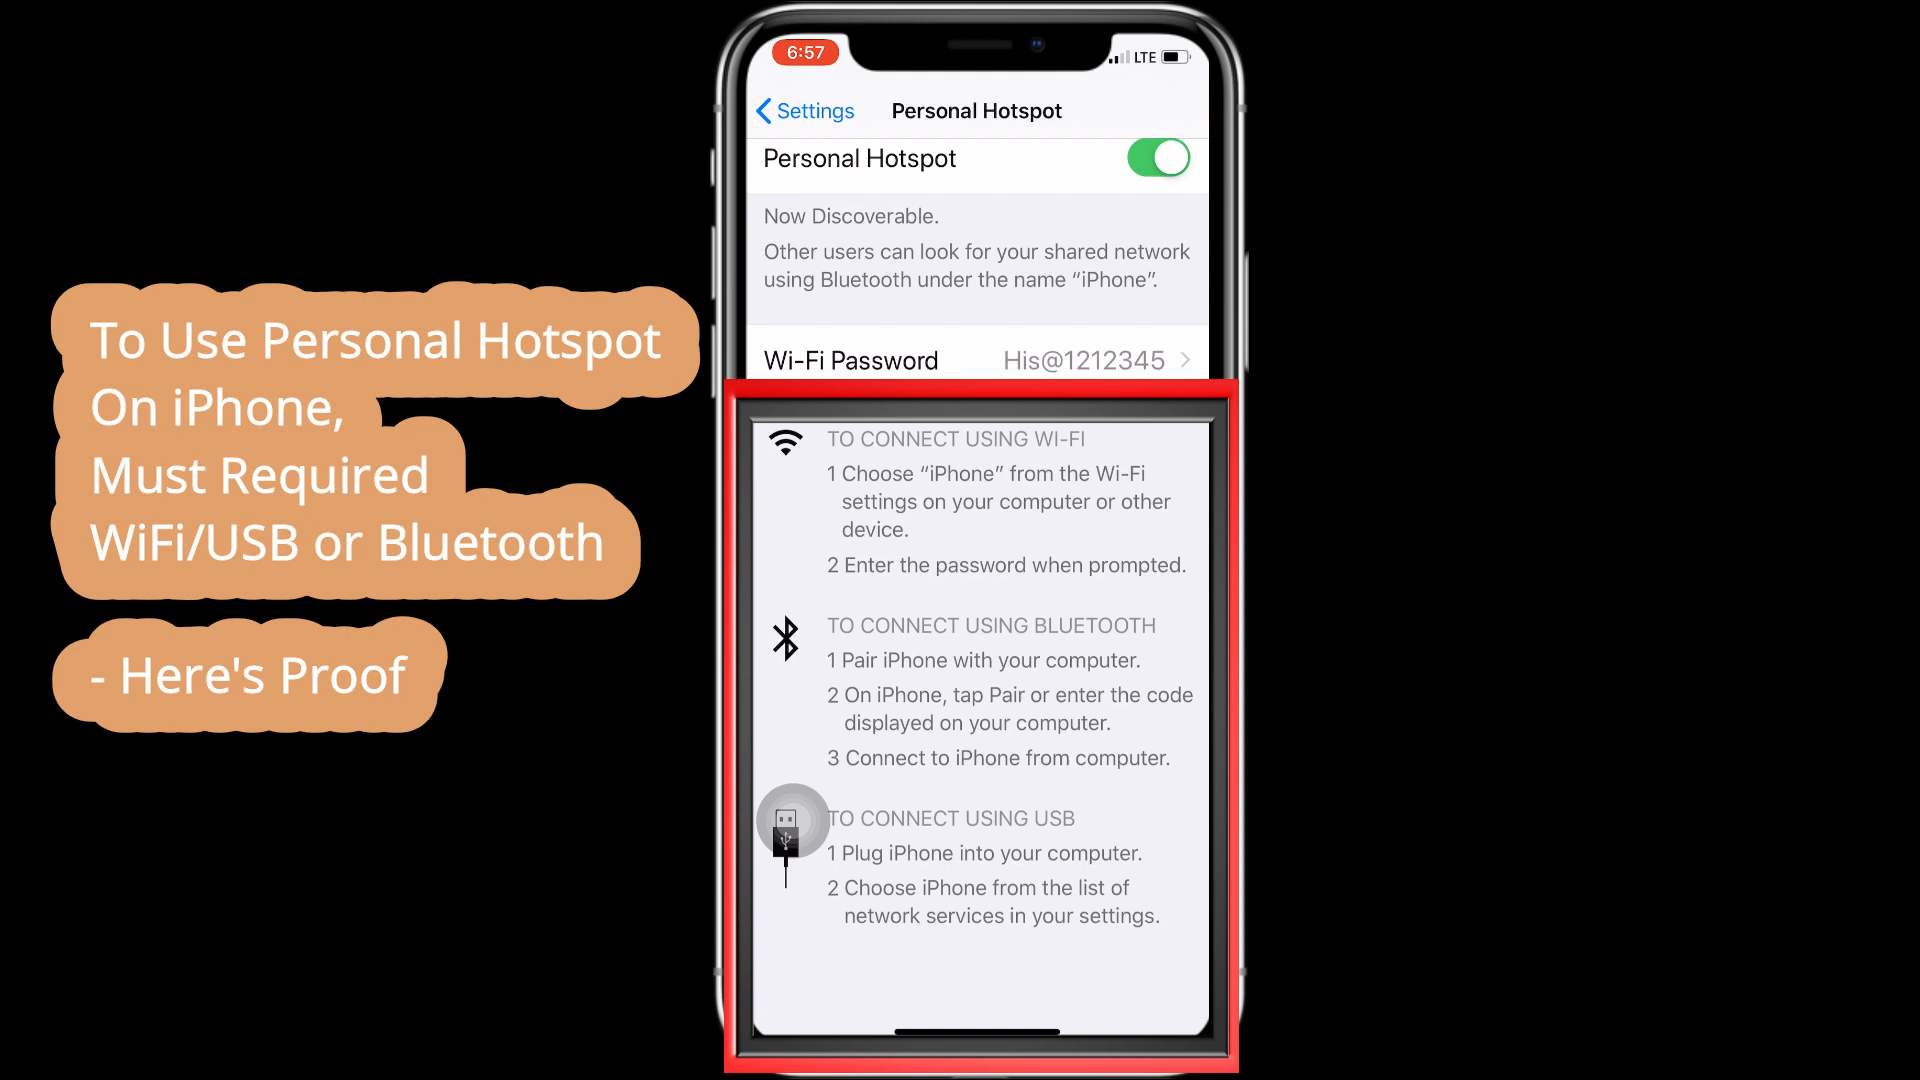 To Use Personal Hotspot
On iPhone,
Must Required
WiFi/USB or Bluetooth
- Here's Proof
6:57
LTE
Settings
Personal Hotspot
Personal Hotspot
Now Discoverable.
Other users can look for your shared network
using Bluetooth under the name “iPhone”.
Wi-Fi Password His@1212345
TO CONNECT USING WI-FI
1 Choose “iPhone” from the Wi-Fi
settings on your computer or other
device.
2 Enter the password when prompted.
TO CONNECT USING BLUETOOTH
1 Pair iPhone with your computer.
2 On iPhone, tap Pair or enter the code
displayed on your computer.
3 Connect to iPhone from computer.
TO CONNECT USING USB
1 Plug iPhone into your computer.
2 Choose iPhone from the list of
network services in your settings.